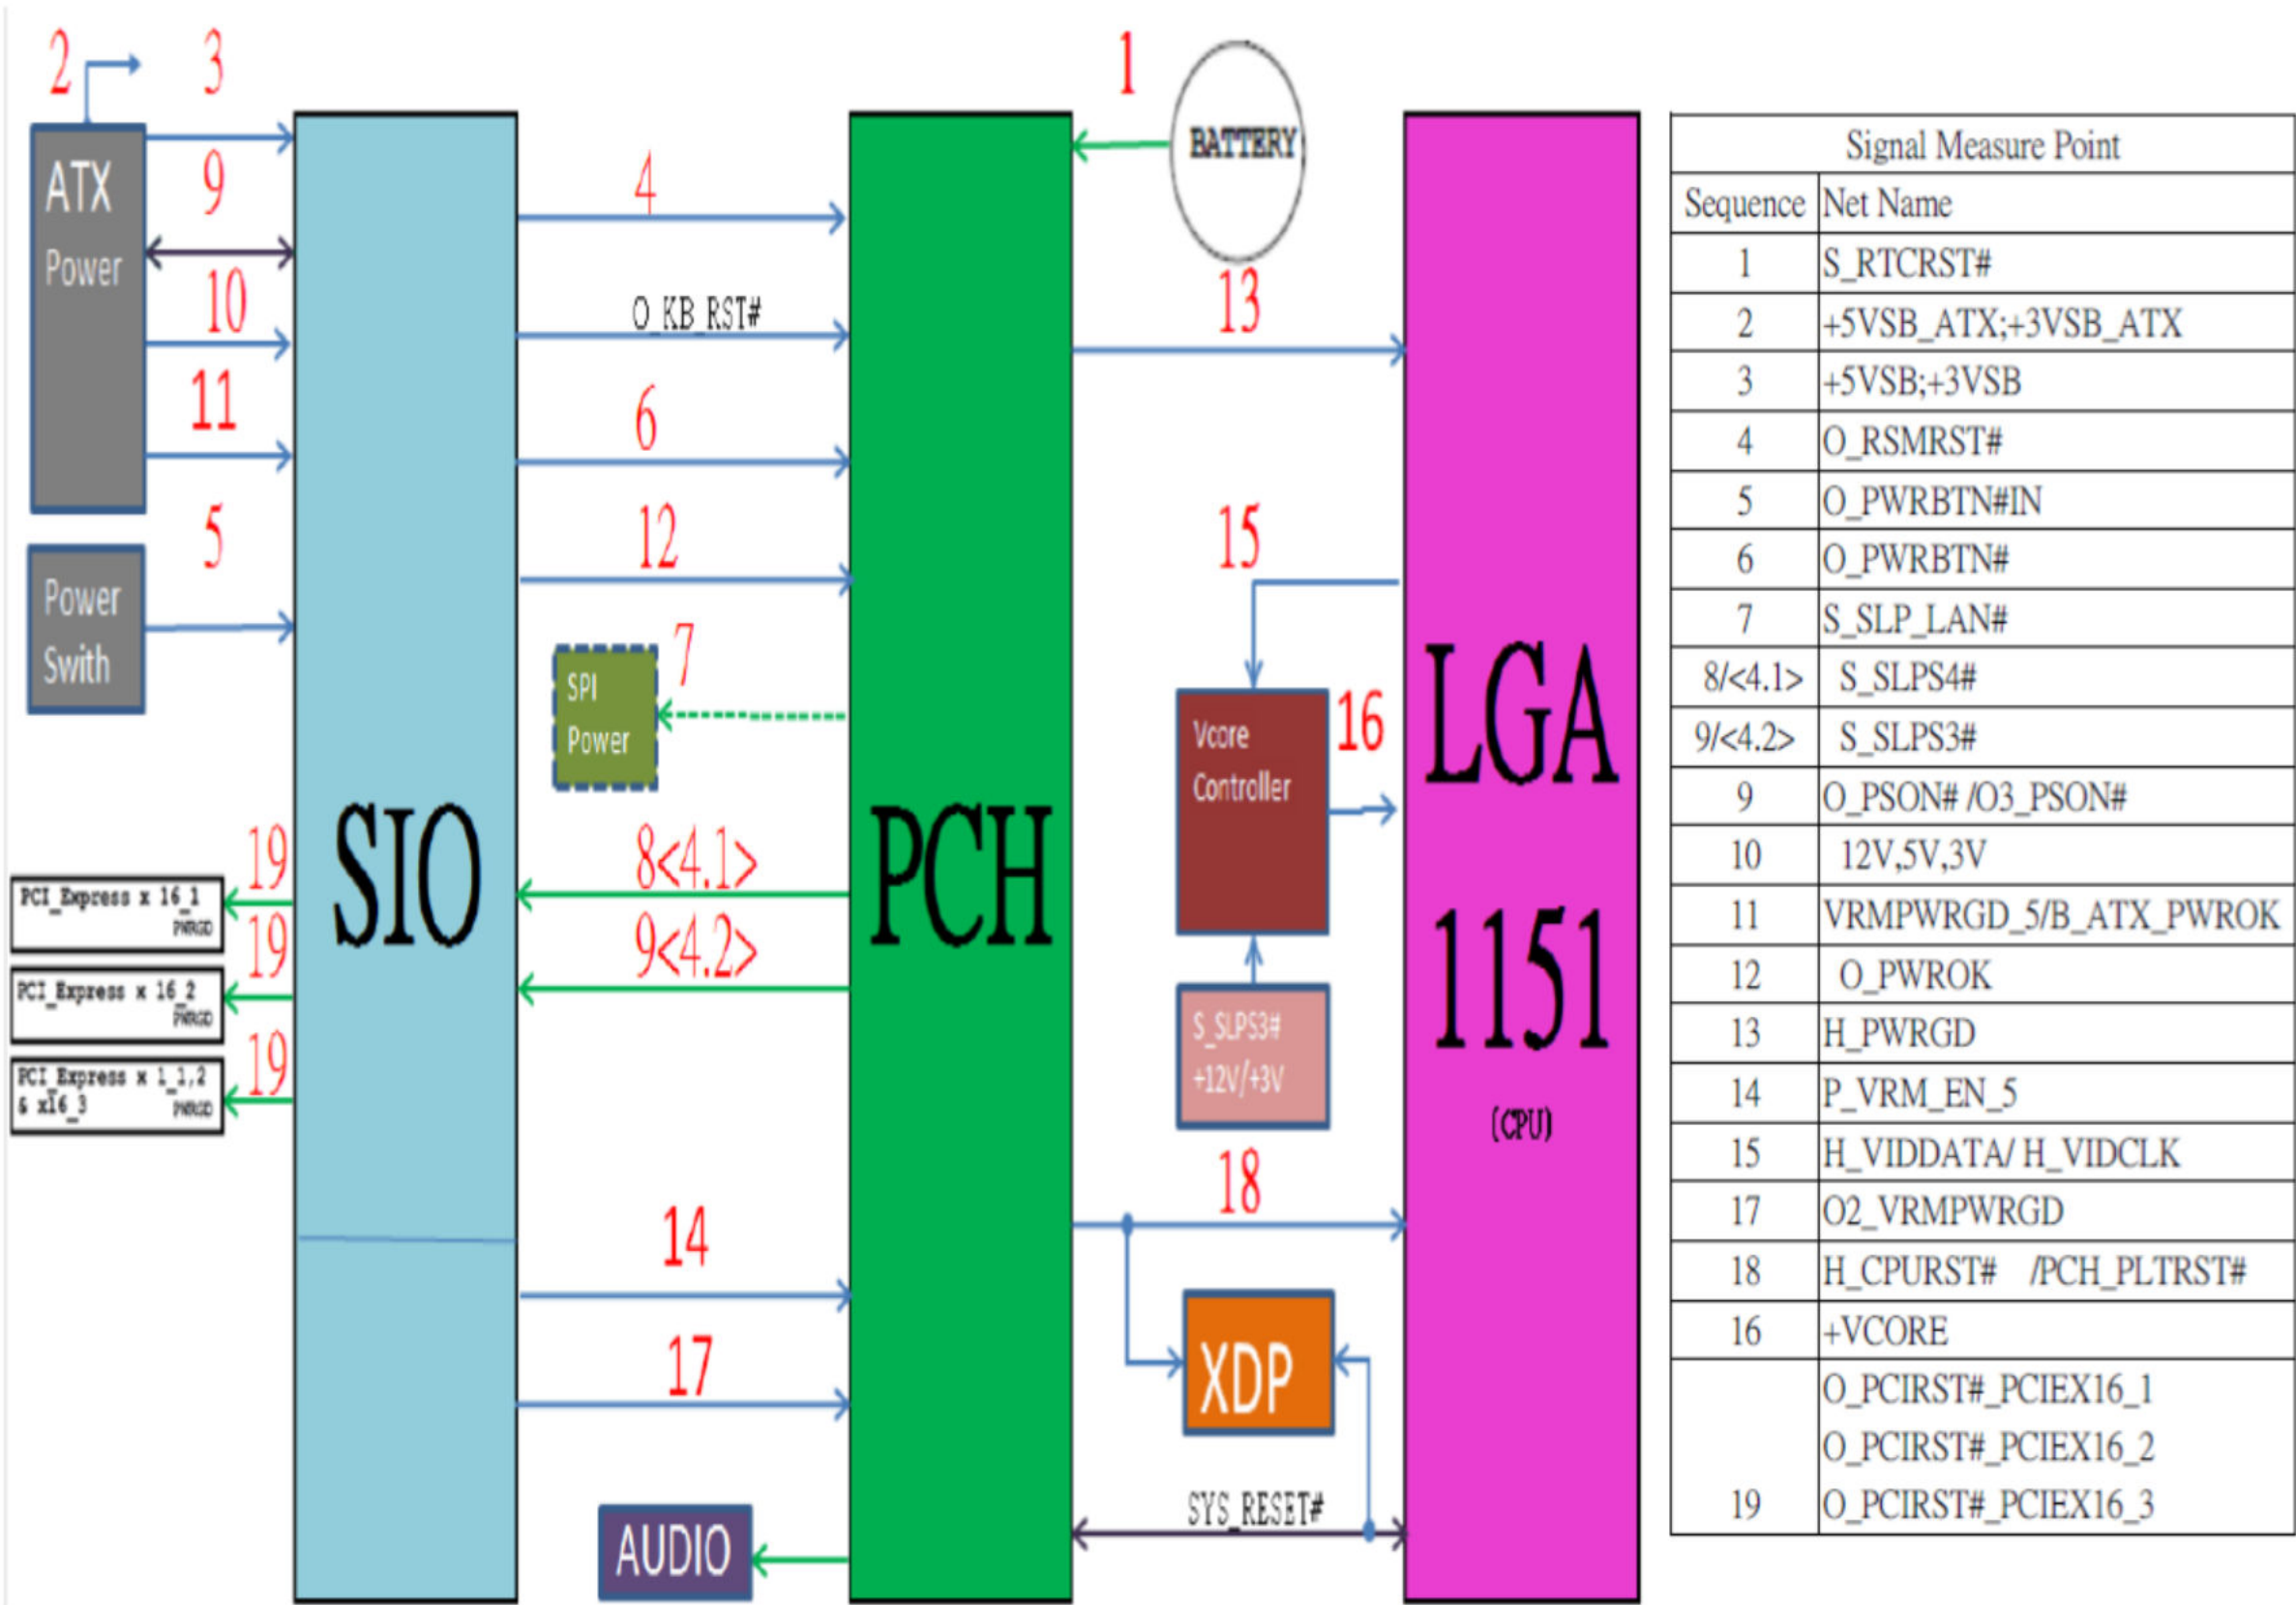 2
3
ATX
Power
9
10
11
5
Power
Swith
19
PCI_Express x 16_1
PWRGD
19
PCI_Express x 16_2
PWRGD
19
PCI_Express x 1_1,2
& x16_3
PWRGD
SIO
4
O_KB_RST#
6
12
7
SPI
Power
8<4.1>
9<4.2>
14
17
AUDIO
PCH
1
BATTERY
13
15
Vcore
Controller
16
S_SLPS3#
+12V/+3V
18
XDP
SYS_RESET#
LGA
1151
(CPU)
Signal Measure Point
Sequence Net Name
1 S_RTCRST#
2 +5VSB_ATX;+3VSB_ATX
3 +5VSB;+3VSB
4 O_RSMRST#
5 O_PWRBTN#IN
6 O_PWRBTN#
7 S_SLP_LAN#
8/<4.1> S_SLPS4#
9/<4.2> S_SLPS3#
9 O_PSON# /O3_PSON#
10 12V,5V,3V
11 VRMPWRGD_5/B_ATX_PWROK
12 O_PWROK
13 H_PWRGD
14 P_VRM_EN_5
15 H_VIDDATA/ H_VIDCLK
17 O2_VRMPWRGD
18 H_CPURST# /PCH_PLTRST#
16 +VCORE
O_PCIRST#_PCIEX16_1
O_PCIRST#_PCIEX16_2
19 O_PCIRST#_PCIEX16_3